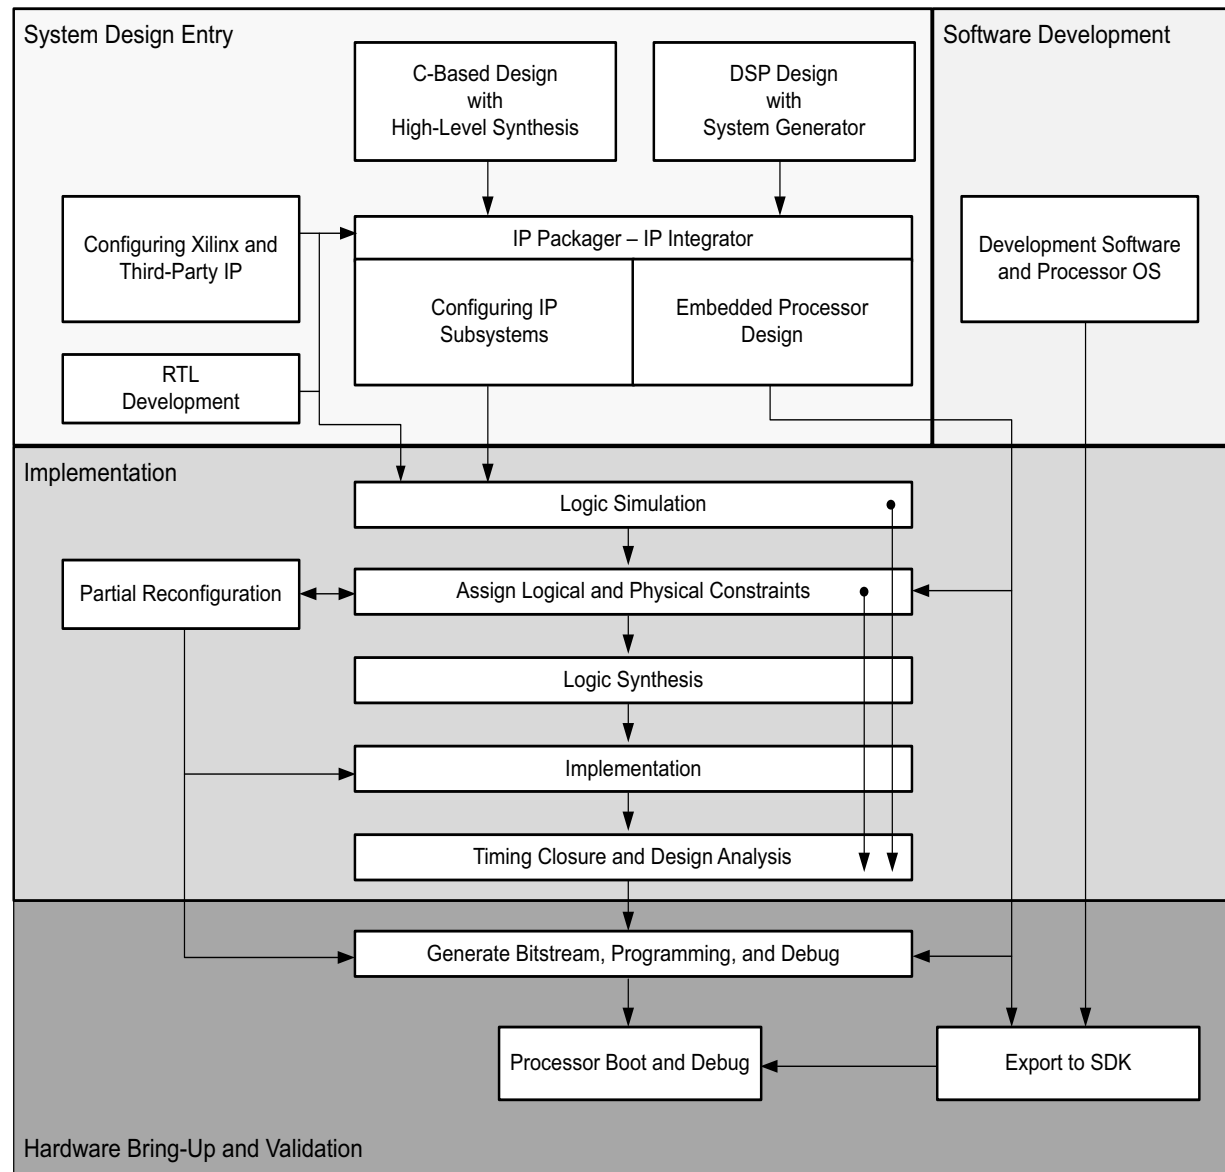 System Design Entry
Software Development
C-Based Design
with
High-Level Synthesis
DSP Design
with
System Generator
Configuring Xilinx and
Third-Party IP
IP Packager – IP Integrator
Development Software
and Processor OS
Configuring IP
Subsystems
Embedded Processor
Design
RTL
Development
Implementation
Logic Simulation
Partial Reconfiguration
Assign Logical and Physical Constraints
Logic Synthesis
Implementation
Timing Closure and Design Analysis
Generate Bitstream, Programming, and Debug
Processor Boot and Debug
Export to SDK
Hardware Bring-Up and Validation